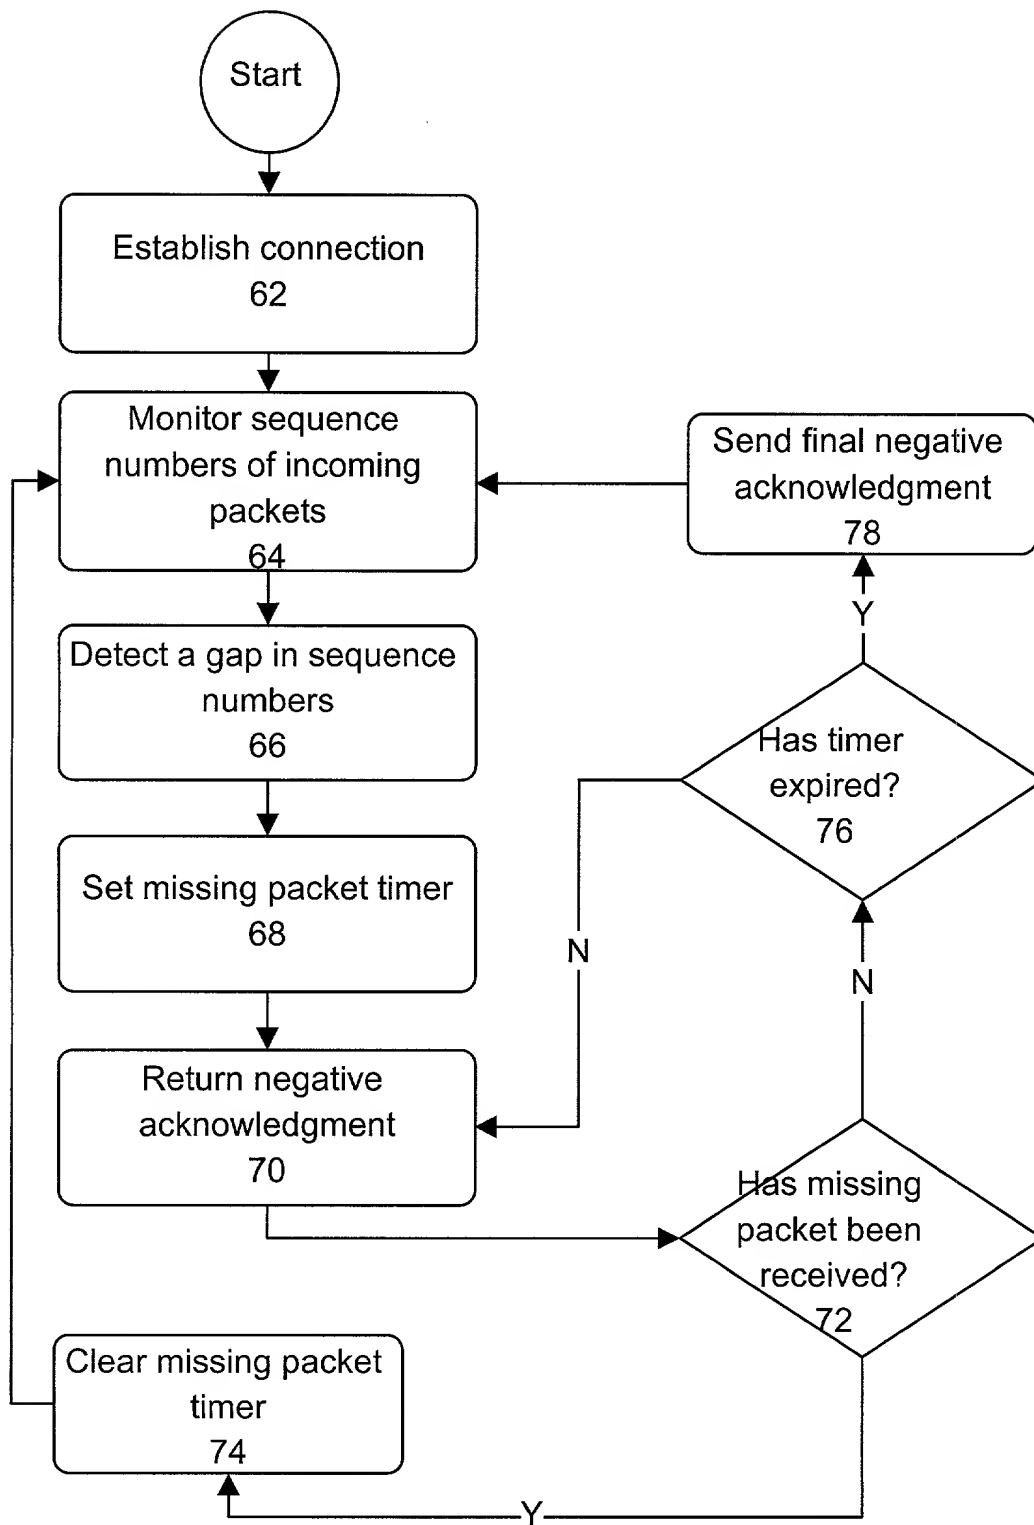 Start
Establish connection
62
Monitor sequence
numbers of incoming
packets
64
Send final negative
acknowledgment
78
Y
Detect a gap in sequence
numbers
66
Has timer
expired?
76
Set missing packet timer
68
N
N
Return negative
acknowledgment
70
Has missing
packet been
received?
72
Clear missing packet
timer
74
Y